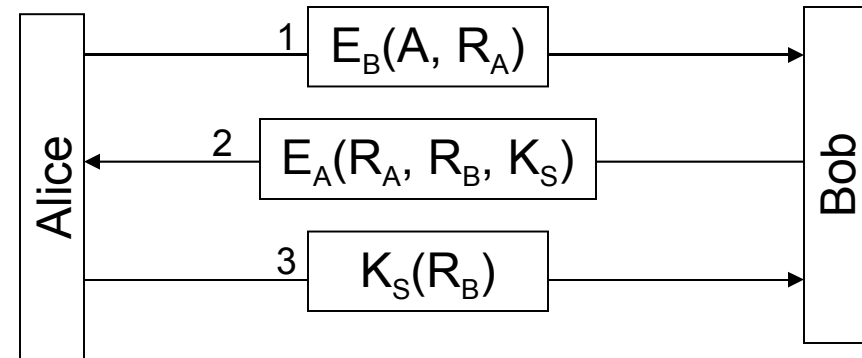 Alice
1
E_B(A, R_A)
2
E_A(R_A, R_B, K_S)
3
K_S(R_B)
Bob